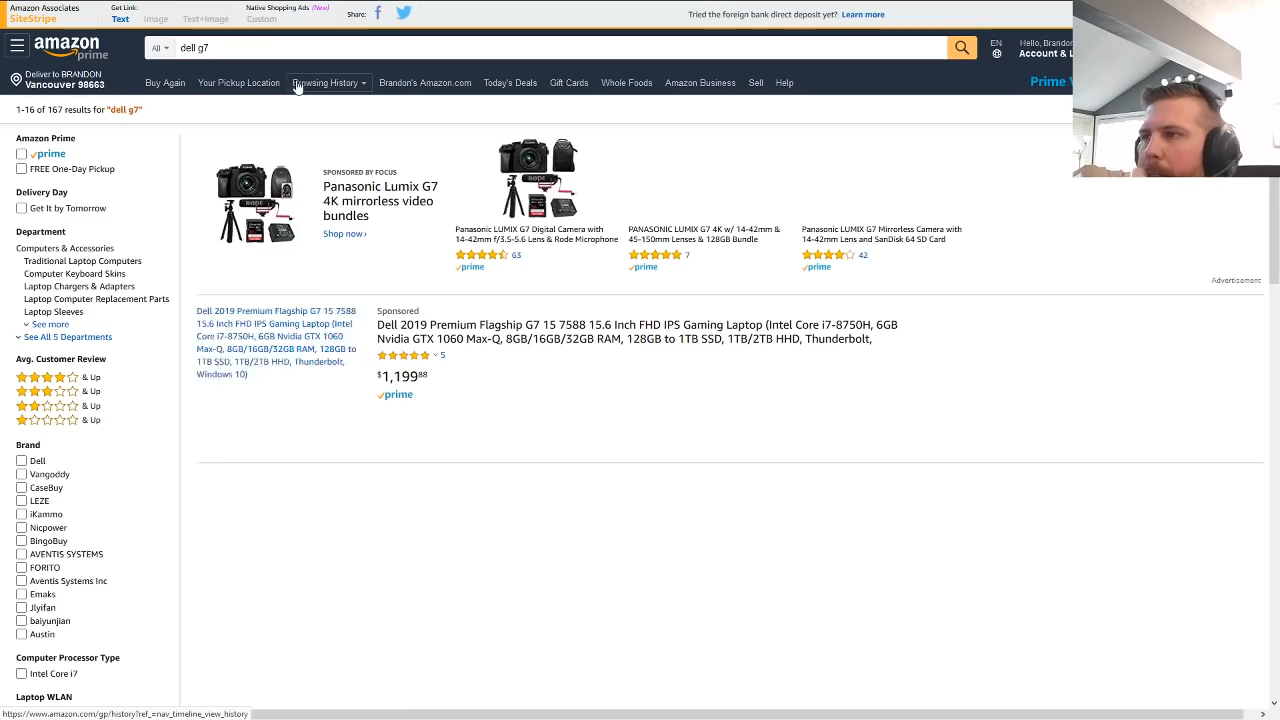 Amazon Associates
SiteStripe
Get Link:
Text
Image
Text+Image
Native Shopping Ads (New)
Custom
Share:
Tried the foreign bank direct deposit yet? Learn more
amazon
prime
All
dell g7
EN
Hello, Brandon
Account & L
Deliver to BRANDON
Vancouver 98663
Buy Again
Your Pickup Location
Browsing History
Brandon's Amazon.com
Today's Deals
Gift Cards
Whole Foods
Amazon Business
Sell
Help
Prime V
1-16 of 167 results for "dell g7"
Amazon Prime
prime
FREE One-Day Pickup
Delivery Day
Get It by Tomorrow
Department
Computers & Accessories
Traditional Laptop Computers
Computer Keyboard Skins
Laptop Chargers & Adapters
Laptop Computer Replacement Parts
Laptop Sleeves
See more
See All 5 Departments
Avg. Customer Review
& Up
& Up
& Up
& Up
Brand
Dell
Vangoddy
CaseBuy
LEZE
iKammo
Nicpower
BingoBuy
AVENTIS SYSTEMS
FORITO
Aventis Systems Inc
Emaks
Jlyifan
baiyunjian
Austin
Computer Processor Type
Intel Core i7
Laptop WLAN
SPONSORED BY FOCUS
Panasonic Lumix G7
4K mirrorless video
bundles
Shop now ›
RODE
RODE
Panasonic LUMIX G7 Digital Camera with
14-42mm f/3.5-5.6 Lens & Rode Microphone
63
prime
PANASONIC LUMIX G7 4K w/ 14-42mm &
45-150mm Lenses & 128GB Bundle
7
prime
Panasonic LUMIX G7 Mirrorless Camera with
14-42mm Lens and SanDisk 64 SD Card
42
prime
Advertisement
Dell 2019 Premium Flagship G7 15 7588
15.6 Inch FHD IPS Gaming Laptop (Intel
Core i7-8750H, 6GB Nvidia GTX 1060
Max-Q, 8GB/16GB/32GB RAM, 128GB to
1TB SSD, 1TB/2TB HHD, Thunderbolt,
Windows 10)
Sponsored
Dell 2019 Premium Flagship G7 15 7588 15.6 Inch FHD IPS Gaming Laptop (Intel Core i7-8750H, 6GB
Nvidia GTX 1060 Max-Q, 8GB/16GB/32GB RAM, 128GB to 1TB SSD, 1TB/2TB HHD, Thunderbolt,
5
$1,199 88
prime
https://www.amazon.com/gp/history?ref_=nav_timeline_view_history